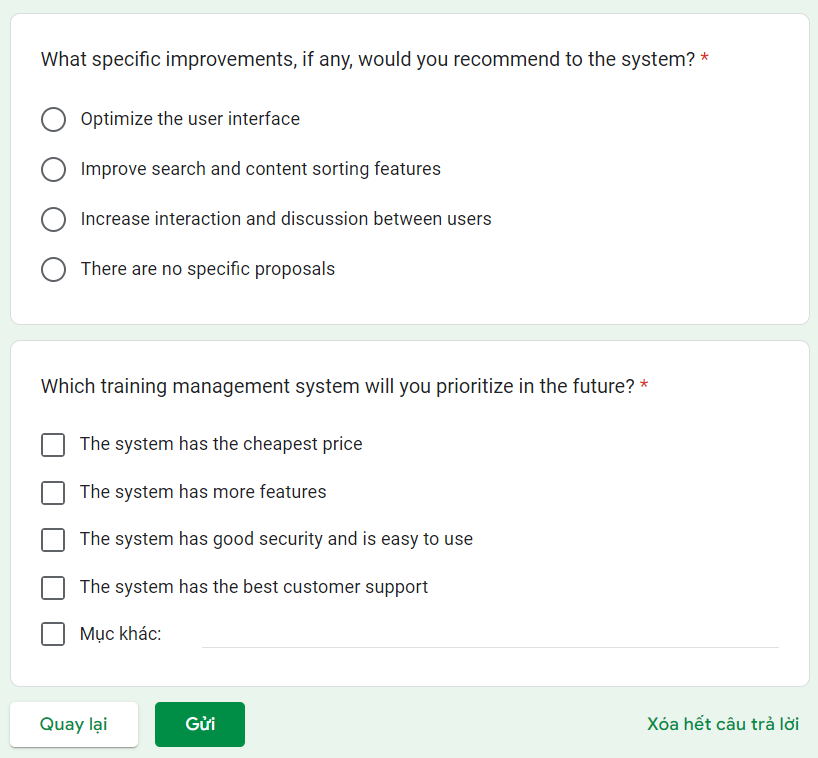 What specific improvements, if any, would you recommend to the system? *
Optimize the user interface
Improve search and content sorting features
Increase interaction and discussion between users
There are no specific proposals
Which training management system will you prioritize in the future? *
The system has the cheapest price
The system has more features
The system has good security and is easy to use
The system has the best customer support
Mục khác:
Quay lại
Gửi
Xóa hết câu trả lời